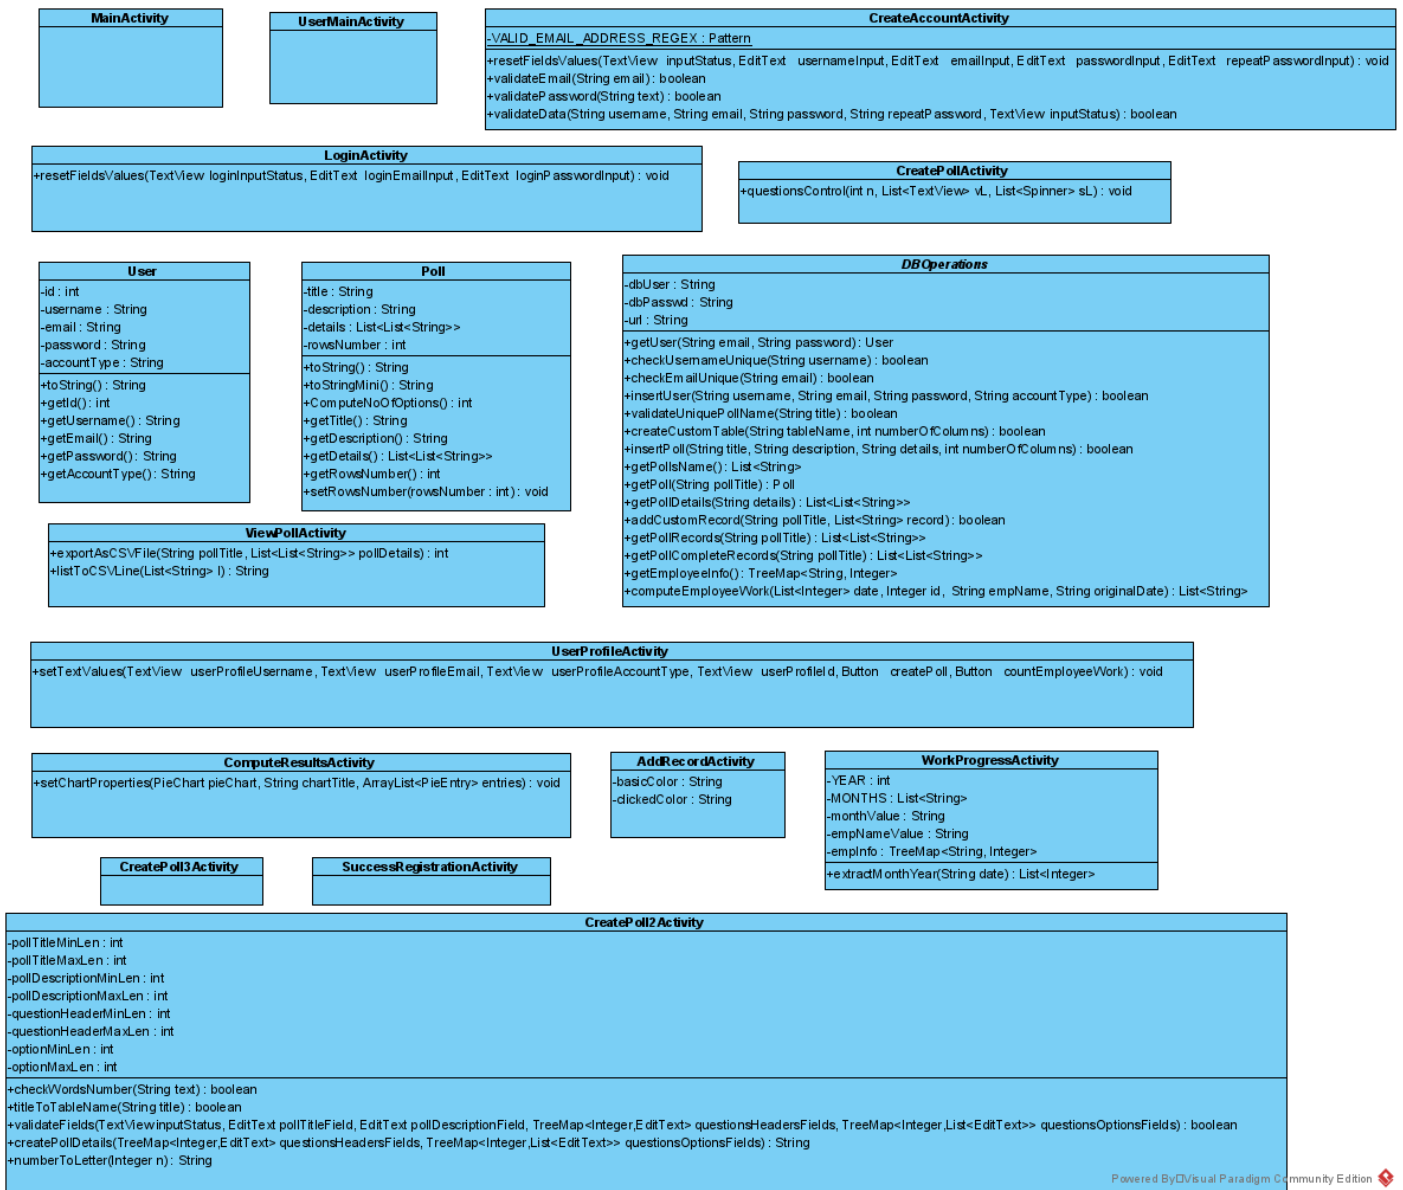 MainActivity
UserMainActivity
CreateAccountActivity
-VALID_EMAIL_ADDRESS_REGEX : Pattern
+resetFieldsValues(TextView inputStatus, EditText usernameInput, EditText emailInput, EditText passwordInput, EditText repeatPasswordInput) : void
+validateEmail(String email) : boolean
+validatePassword(String text) : boolean
+validateData(String username, String email, String password, String repeatPassword, TextView inputStatus) : boolean
LoginActivity
+resetFieldsValues(TextView loginInputStatus, EditText loginEmailInput, EditText loginPasswordInput) : void
CreatePollActivity
+questionsControl(int n, List<TextView> vL, List<Spinner> sL) : void
User
-id : int
-username : String
-email : String
-password : String
-accountType : String
+toString() : String
+getId() : int
+getUsername() : String
+getEmail() : String
+getPassword() : String
+getAccountType() : String
Poll
-title : String
-description : String
-details : List<List<String>>
-rowsNumber : int
+toString() : String
+toStringMini() : String
+ComputeNoOfOptions() : int
+getTitle() : String
+getDescription() : String
+getDetails() : List<List<String>>
+getRowsNumber() : int
+setRowsNumber(rowsNumber : int) : void
DBOperations
-dbUser : String
-dbPasswd : String
-url : String
+getUser(String email, String password) : User
+checkUsernameUnique(String username) : boolean
+checkEmailUnique(String email) : boolean
+insertUser(String username, String email, String password, String accountType) : boolean
+validateUniquePollName(String title) : boolean
+createCustomTable(String tableName, int numberOfColumns) : boolean
+insertPoll(String title, String description, String details, int numberOfColumns) : boolean
+getPollsName() : List<String>
+getPoll(String pollTitle) : Poll
+getPollDetails(String details) : List<List<String>>
+addCustomRecord(String pollTitle, List<String> record) : boolean
+getPollRecords(String pollTitle) : List<List<String>>
+getPollCompleteRecords(String pollTitle) : List<List<String>>
+getEmployeeInfo() : TreeMap<String, Integer>
+computeEmployeeWork(List<Integer> date, Integer id, String empName, String originalDate) : List<String>
ViewPollActivity
+exportAsCSVFile(String pollTitle, List<List<String>> pollDetails) : int
+listToCSVLine(List<String> l) : String
UserProfileActivity
+setTextValues(TextView userProfileUsername, TextView userProfileEmail, TextView userProfileAccountType, TextView userProfileId, Button createPoll, Button countEmployeeWork) : void
ComputeResultsActivity
+setChartProperties(PieChart pieChart, String chartTitle, ArrayList<PieEntry> entries) : void
AddRecordActivity
-basicColor : String
-clickedColor : String
WorkProgressActivity
-YEAR : int
-MONTHS : List<String>
-monthValue : String
-empNameValue : String
-empInfo : TreeMap<String, Integer>
+extractMonthYear(String date) : List<Integer>
CreatePoll3Activity
SuccessRegistrationActivity
CreatePoll2Activity
-pollTitleMinLen : int
-pollTitleMaxLen : int
-pollDescriptionMinLen : int
-pollDescriptionMaxLen : int
-questionHeaderMinLen : int
-questionHeaderMaxLen : int
-optionMinLen : int
-optionMaxLen : int
+checkWordsNumber(String text) : boolean
+titleToTableName(String title) : boolean
+validateFields(TextViewinputStatus, EditText pollTitleField, EditText pollDescriptionField, TreeMap<Integer,EditText> questionsHeadersFields, TreeMap<Integer,List<EditText>> questionsOptionsFields) : boolean
+createPollDetails(TreeMap<Integer,EditText> questionsHeadersFields, TreeMap<Integer,List<EditText>> questionsOptionsFields) : String
+numberToLetter(Integer n) : String
Powered By□Visual Paradigm Community Edition